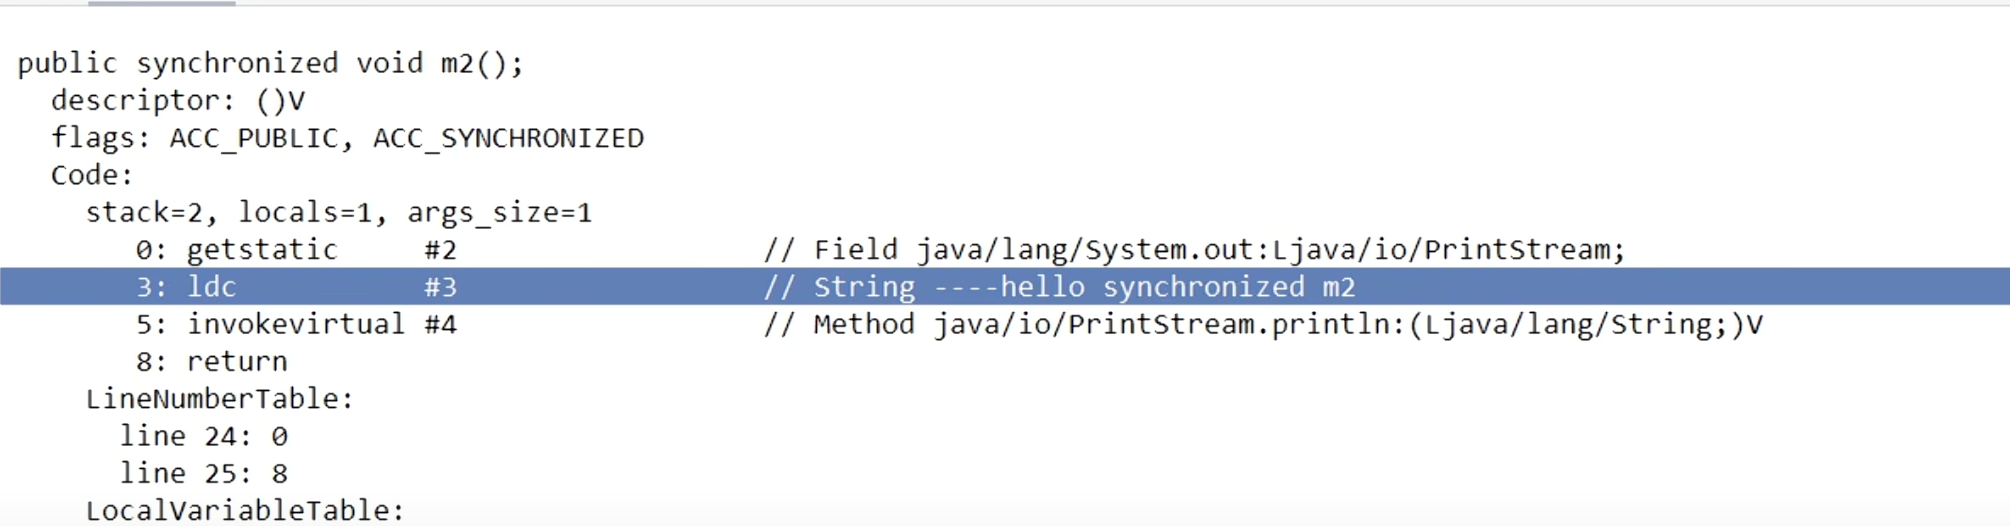 public synchronized void m2();
descriptor: ()V
flags: ACC_PUBLIC, ACC_SYNCHRONIZED
Code:
stack=2, locals=1, args_size=1
0: getstatic #2 // Field java/lang/System.out:Ljava/io/PrintStream;
3: ldc #3 // String ----hello synchronized m2
5: invokevirtual #4 // Method java/io/PrintStream.println:(Ljava/lang/String;)V
8: return
LineNumberTable:
line 24: 0
line 25: 8
LocalVariableTable: